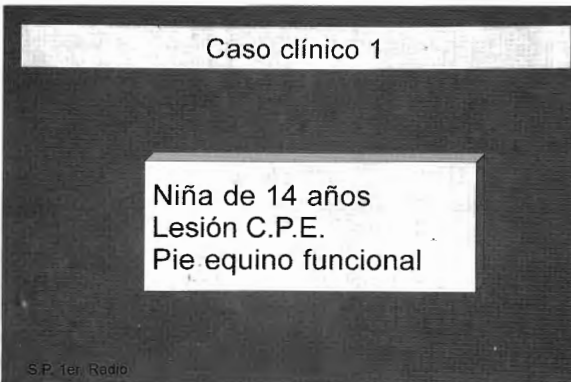 Caso clínico 1
Niña de 14 años
Lesión C.P.E.
Pie equino funcional
S.P. 1er. Radio